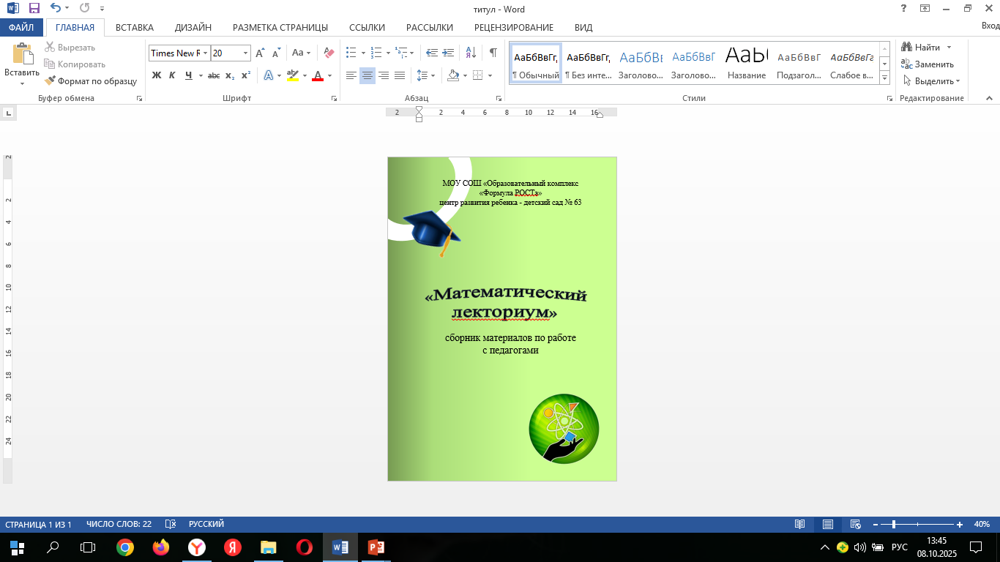 титул - Word
?
ФАЙЛ ГЛАВНАЯ ВСТАВКА ДИЗАЙН РАЗМЕТКА СТРАНИЦЫ ССЫЛКИ РАССЫЛКИ РЕЦЕНЗИРОВАНИЕ ВИД Вход
Вставить
Вырезать
Копировать
Формат по образцу
Буфер обмена
Times New R 20
Ж К Ч abc x₂ x²
Шрифт
Абзац
АаБбВвГг, АаБбВвГг, АаБбВ АаБбВвГ АаЫ АаБбВвГ АаБбВвГг
¶ Обычный ¶ Без инте... Заголово... Заголово... Название Подзагол... Слабое в...
Стили
Найти
Заменить
Выделить
Редактирование
2 2 4 6 8 10 12 14 16
2
2
4
6
8
10
12
14
16
18
20
22
24
МОУ СОШ «Образовательный комплекс
«Формула РОСТа»
центр развития ребенка - детский сад № 63
«Математический
лекториум»
сборник материалов по работе
с педагогами
СТРАНИЦА 1 ИЗ 1 ЧИСЛО СЛОВ: 22 РУССКИЙ 40%
РУС
13:45
08.10.2025